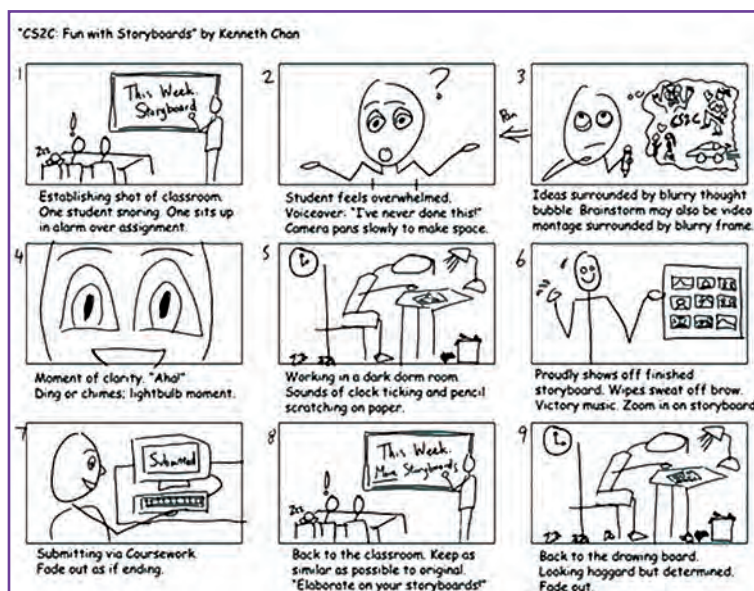 "CS2C: Fun with Storyboards" by Kenneth Chan
1
This Week:
Storyboard
!
Zzz
Establishing shot of classroom.
One student snoring. One sits up
in alarm over assignment.
2
?
Student feels overwhelmed.
Voiceover: "I've never done this!"
Camera pans slowly to make space.
Pan
3
CS2C
Ideas surrounded by blurry thought
bubble. Brainstorm may also be video
montage surrounded by blurry frame.
4
Moment of clarity. "Aha!"
Ding or chimes; lightbulb moment.
5
Working in a dark dorm room.
Sounds of clock ticking and pencil
scratching on paper.
6
Proudly shows off finished
storyboard. Wipes sweat off brow.
Victory music. Zoom in on storyboard
7
Submitted
Submitting via Coursework.
Fade out as if ending.
8
This Week:
More Storyboards
!
Zzz
Back to the classroom. Keep as
similar as possible to original.
"Elaborate on your storyboards!"
9
Back to the drawing board.
Looking haggard but determined.
Fade out.